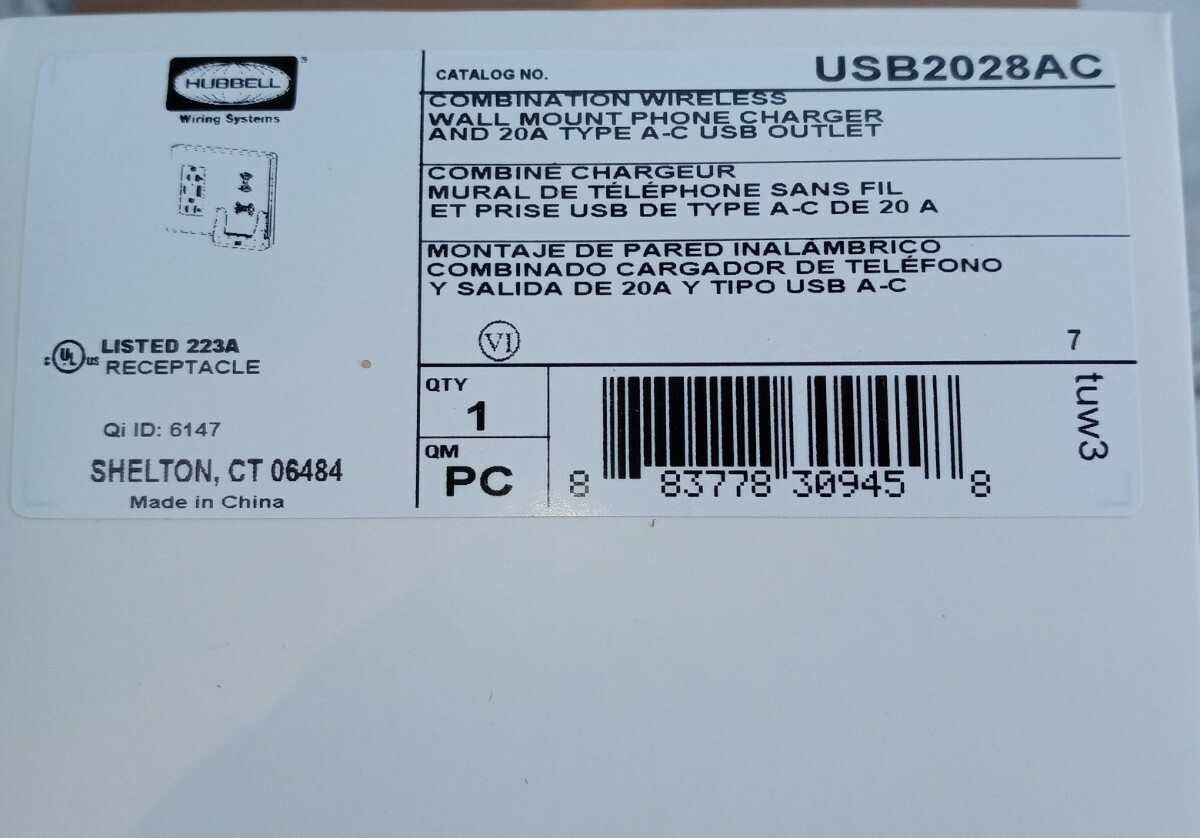 HUBBELL
Wiring Systems
CATALOG NO.
USB2028AC
COMBINATION WIRELESS
WALL MOUNT PHONE CHARGER
AND 20A TYPE A-C USB OUTLET
COMBINÉ CHARGEUR
MURAL DE TÉLÉPHONE SANS FIL
ET PRISE USB DE TYPE A-C DE 20 A
MONTAJE DE PARED INALÁMBRICO
COMBINADO CARGADOR DE TELÉFONO
Y SALIDA DE 20A Y TIPO USB A-C
VI
7
c UL us LISTED 223A
RECEPTACLE
Qi ID: 6147
SHELTON, CT 06484
Made in China
QTY
1
QM
PC
8 83778 30945 8
tuw3